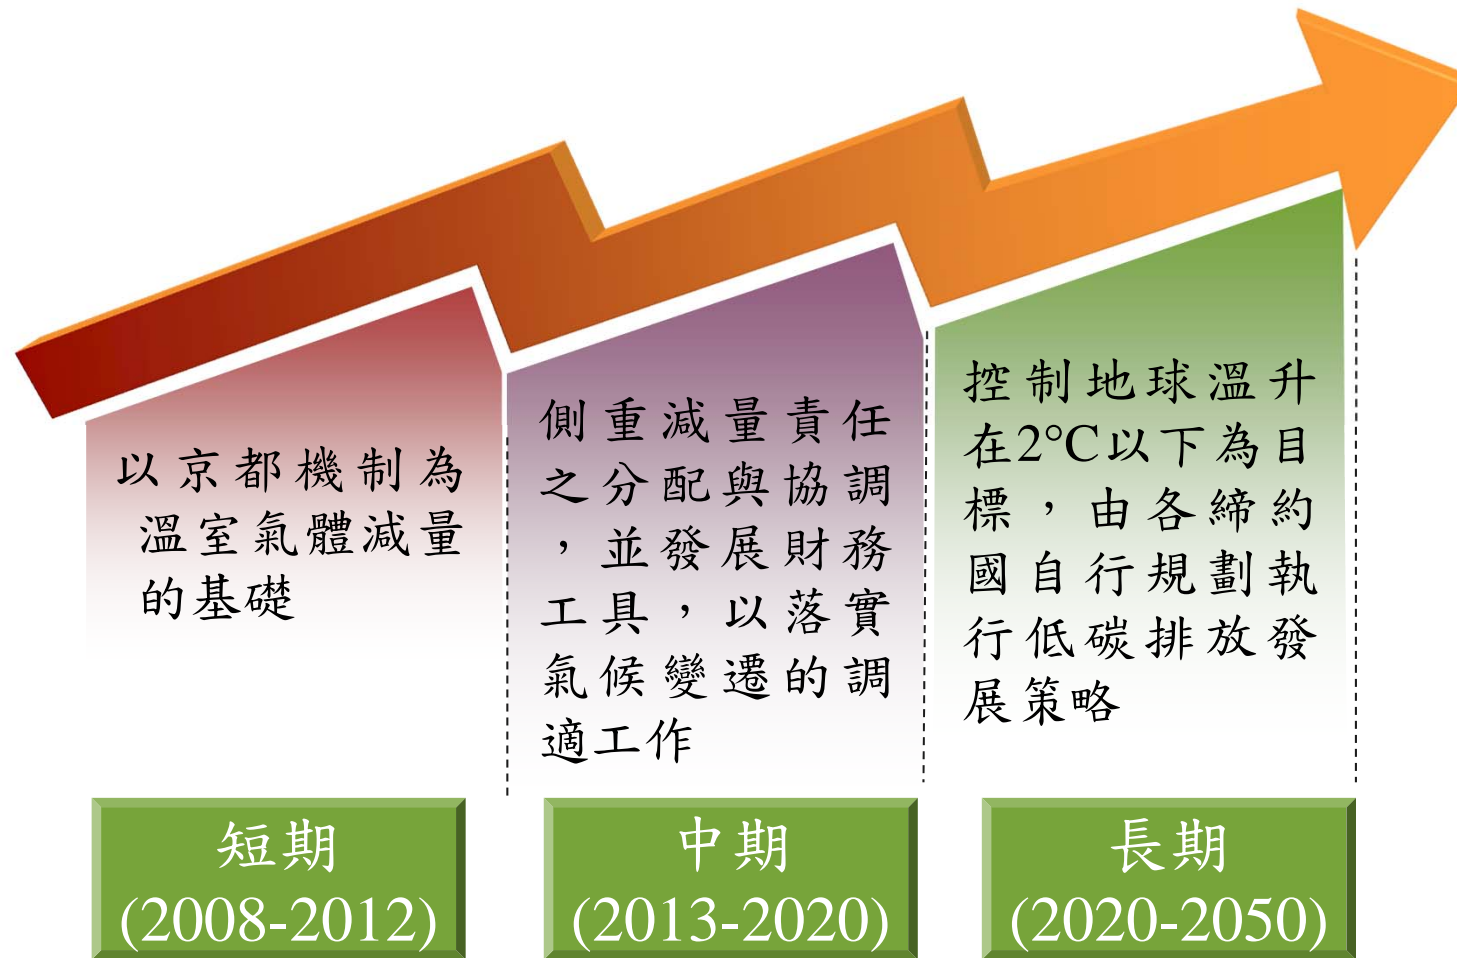 以京都機制為
溫室氣體減量
的基礎
側重減量責任
之分配與協調
，並發展財務
工具，以落實
氣候變遷的調
適工作
控制地球溫升
在2°C以下為目
標，由各締約
國自行規劃執
行低碳排放發
展策略
短期
(2008-2012)
中期
(2013-2020)
長期
(2020-2050)